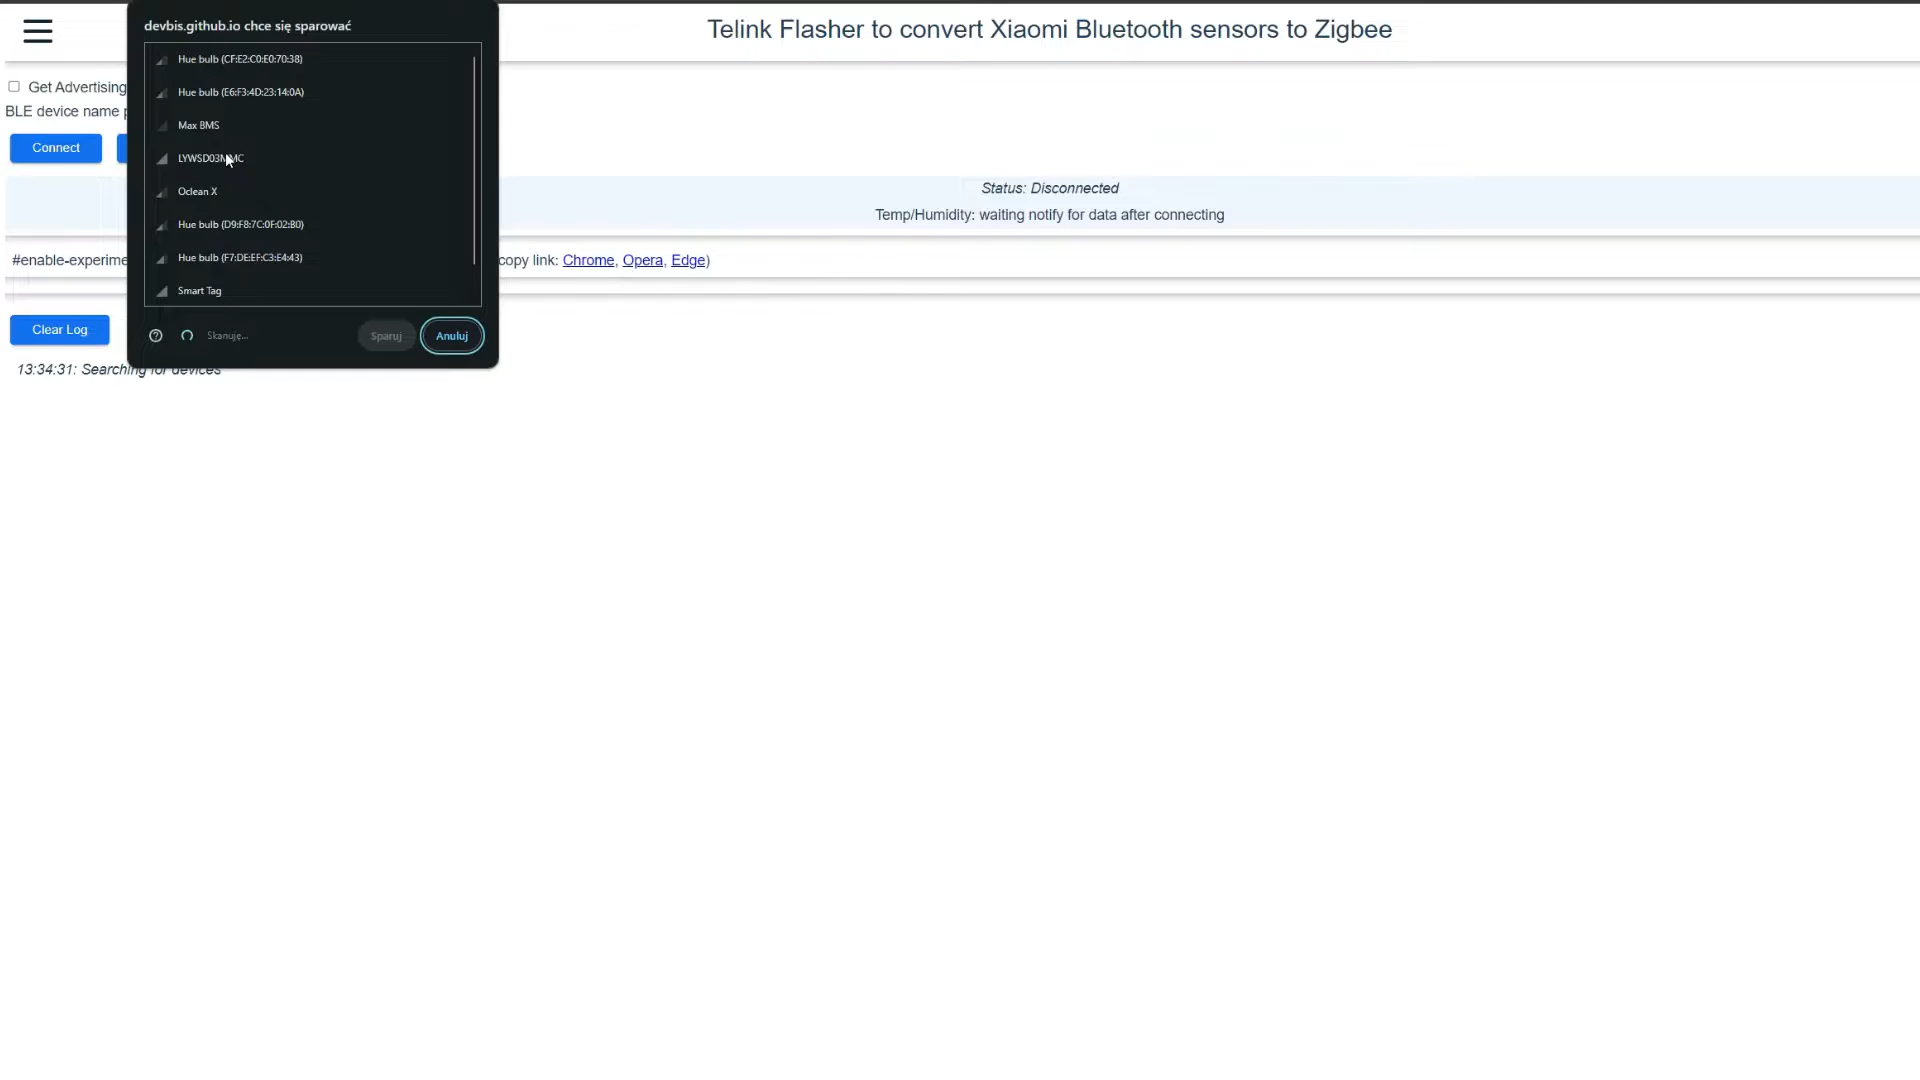 devbis.github.io chce się sparować
Telink Flasher to convert Xiaomi Bluetooth sensors to Zigbee
Hue bulb (CF:E2:C0:E0:70:38)
Get Advertising
Hue bulb (E6:F3:4D:23:14:0A)
BLE device name
Max BMS
Connect
LYWSD03MMC
Oclean X
Status: Disconnected
Temp/Humidity: waiting notify for data after connecting
Hue bulb (D9:F8:7C:0F:02:B0)
Hue bulb (F7:DE:EF:C3:E4:43)
#enable-experime
copy link: Chrome, Opera, Edge)
Smart Tag
Clear Log
Skanuję...
Sparuj
Anuluj
13:34:31: Searching for devices